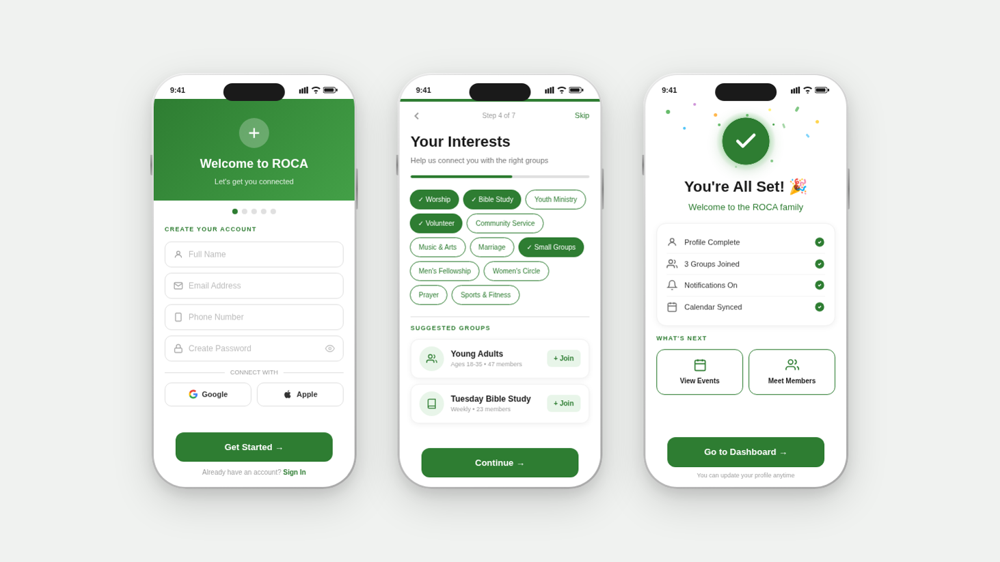 9:41
Welcome to ROCA
Let's get you connected
CREATE YOUR ACCOUNT
Full Name
Email Address
Phone Number
Create Password
CONNECT WITH
Google
Apple
Get Started →
Already have an account? Sign In
9:41
Step 4 of 7
Skip
Your Interests
Help us connect you with the right groups
✓ Worship
✓ Bible Study
Youth Ministry
✓ Volunteer
Community Service
Music & Arts
Marriage
✓ Small Groups
Men's Fellowship
Women's Circle
Prayer
Sports & Fitness
SUGGESTED GROUPS
Young Adults
Ages 18-35 • 47 members
+ Join
Tuesday Bible Study
Weekly • 23 members
+ Join
Continue →
9:41
You're All Set! 🎉
Welcome to the ROCA family
Profile Complete
3 Groups Joined
Notifications On
Calendar Synced
WHAT'S NEXT
View Events
Meet Members
Go to Dashboard →
You can update your profile anytime